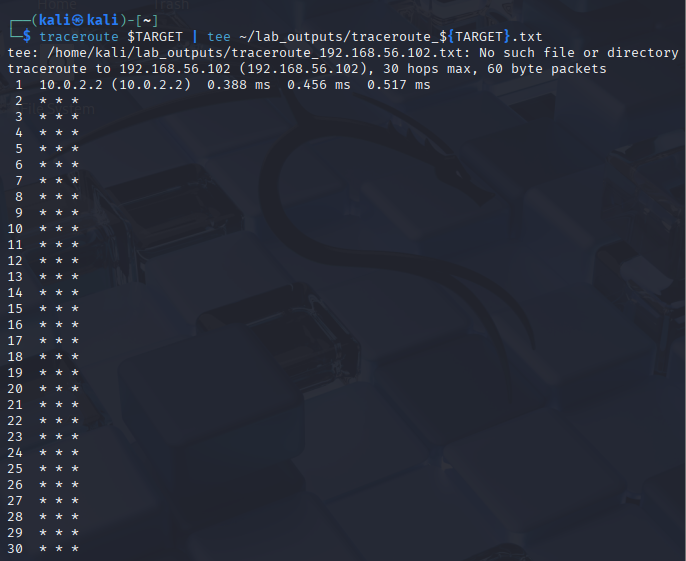 Home Trash
┌──(kali㉿kali)-[~]
└─$ traceroute $TARGET | tee ~/lab_outputs/traceroute_${TARGET}.txt
tee: /home/kali/lab_outputs/traceroute_192.168.56.102.txt: No such file or directory
traceroute to 192.168.56.102 (192.168.56.102), 30 hops max, 60 byte packets
 1  10.0.2.2 (10.0.2.2)  0.388 ms  0.456 ms  0.517 ms
 2  * * *
 3  * * *
 4  * * *
 5  * * *
 6  * * *
 7  * * *
 8  * * *
 9  * * *
10  * * *
11  * * *
12  * * *
13  * * *
14  * * *
15  * * *
16  * * *
17  * * *
18  * * *
19  * * *
20  * * *
21  * * *
22  * * *
23  * * *
24  * * *
25  * * *
26  * * *
27  * * *
28  * * *
29  * * *
30  * * *